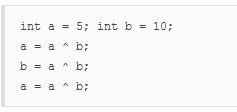 int a = 5; int b = 10;
a = a ^ b;
b = a ^ b;
a = a ^ b;